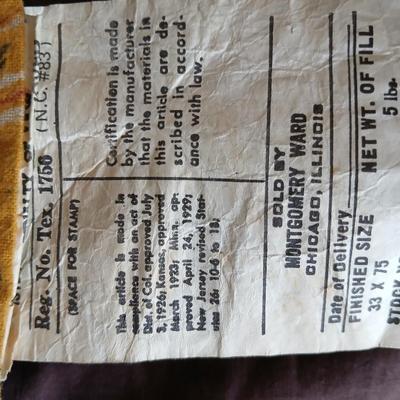 Reg. No. Tex. 1750 (N.C. #83)
(SPACE FOR STAMP)
This article is made in
compliance with an act of
Dist. of Col. approved July
3, 1926; Kansas, approved
March 1923; Minn. ap-
proved April 24, 1929;
New Jersey revised Stat-
utes 26: 10-6 to 18;
Certification is made
by the manufacturer
that the materials in
this article are de-
scribed in accord-
ance with law.
SOLD BY
MONTGOMERY WARD
CHICAGO, ILLINOIS
Date of Delivery
FINISHED SIZE
33 X 75
NET WT. OF FILL
5 lbs.
STOCK NO